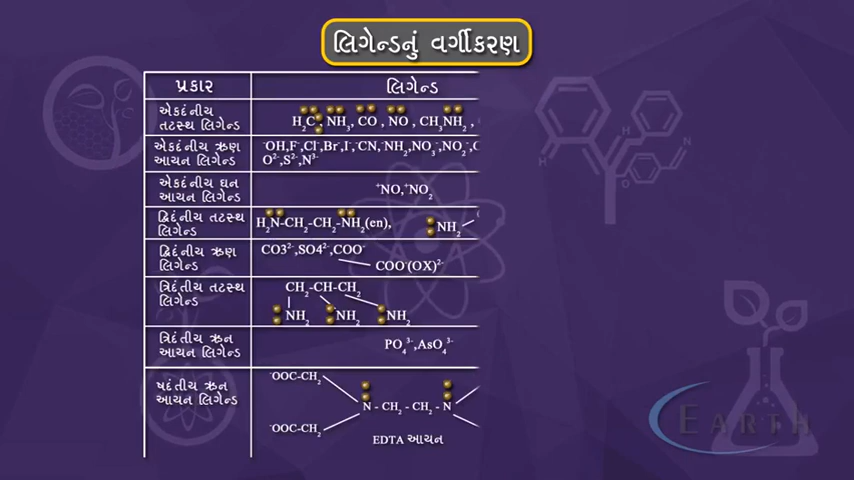 લિગેન્ડનું વર્ગીકરણ
પ્રકાર લિગેન્ડ
એકદંનીય
તટસ્થ લિગેન્ડ
H₂C, NH₃, CO , NO , CH₃NH₂ ,
એકદંનીય ઋણ
આયન લિગેન્ડ
⁻OH,F⁻,Cl⁻,Br⁻,I⁻,⁻CN,⁻NH₂,NO₃⁻,NO₂⁻,
O²⁻,S²⁻,N³⁻
એકદંનીય ઘન
આયન લિગેન્ડ
⁺NO,⁺NO₂
દ્વિદંનીય તટસ્થ
લિગેન્ડ
H₂N-CH₂-CH₂-NH₂(en),
NH₂
દ્વિદંનીય ઋણ
લિગેન્ડ
CO3²⁻,SO4²⁻,COO⁻
COO⁻(OX)²⁻
ત્રિદંતીય તટસ્થ
લિગેન્ડ
CH₂-CH-CH₂
NH₂ NH₂ NH₂
ત્રિદંતીય ઋન
આયન લિગેન્ડ
PO₄³⁻,AsO₄³⁻
ષદંતીય ઋન
આયન લિગેન્ડ
⁻OOC-CH₂
N - CH₂ - CH₂ - N
⁻OOC-CH₂
EDTA આયન
EARTH
H
N
O